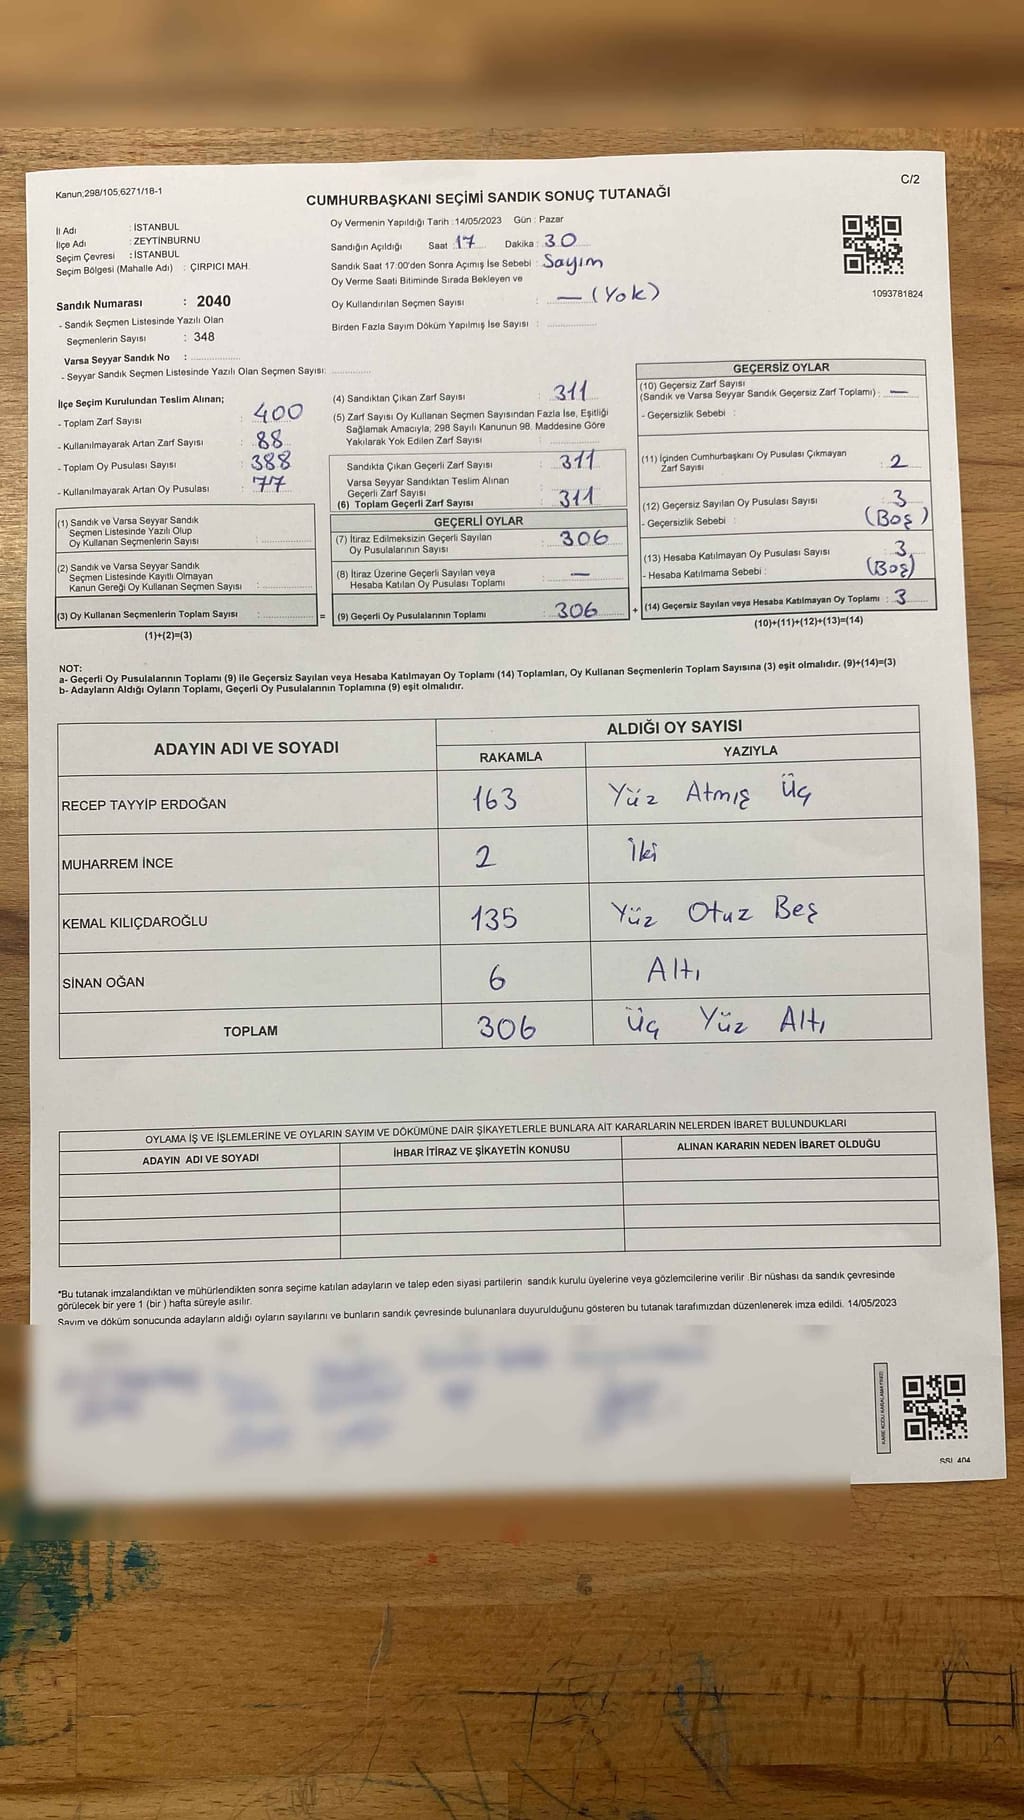 Kanun;298/105,6271/18-1
C/2
CUMHURBAŞKANI SEÇİMİ SANDIK SONUÇ TUTANAĞI
İl Adı : İSTANBUL
İlçe Adı : ZEYTİNBURNU
Seçim Çevresi : İSTANBUL
Seçim Bölgesi (Mahalle Adı) : ÇIRPICI MAH.
Sandık Numarası : 2040
- Sandık Seçmen Listesinde Yazılı Olan
Seçmenlerin Sayısı : 348
Varsa Seyyar Sandık No :
- Seyyar Sandık Seçmen Listesinde Yazılı Olan Seçmen Sayısı:
Oy Vermenin Yapıldığı Tarih : 14/05/2023 Gün : Pazar
Sandığın Açıldığı Saat : 17 Dakika : 30
Sandık Saat 17:00'den Sonra Açımış İse Sebebi : Sayım
Oy Verme Saati Bitiminde Sırada Bekleyen ve
Oy Kullandırılan Seçmen Sayısı : — (Yok)
Birden Fazla Sayım Döküm Yapılmış İse Sayısı :
1093781824
İlçe Seçim Kurulundan Teslim Alınan;
- Toplam Zarf Sayısı : 400
- Kullanılmayarak Artan Zarf Sayısı : 88
- Toplam Oy Pusulası Sayısı : 388
- Kullanılmayarak Artan Oy Pusulası : 77
(1) Sandık ve Varsa Seyyar Sandık
Seçmen Listesinde Yazılı Olup
Oy Kullanan Seçmenlerin Sayısı :
(2) Sandık ve Varsa Seyyar Sandık
Seçmen Listesinde Kayıtlı Olmayan
Kanun Gereği Oy Kullanan Seçmen Sayısı :
(3) Oy Kullanan Seçmenlerin Toplam Sayısı :
(1)+(2)=(3)
(4) Sandıktan Çıkan Zarf Sayısı : 311
(5) Zarf Sayısı Oy Kullanan Seçmen Sayısından Fazla İse, Eşitliği
Sağlamak Amacıyla, 298 Sayılı Kanunun 98. Maddesine Göre
Yakılarak Yok Edilen Zarf Sayısı :
Sandıkta Çıkan Geçerli Zarf Sayısı : 311
Varsa Seyyar Sandıktan Teslim Alınan
Geçerli Zarf Sayısı :
(6) Toplam Geçerli Zarf Sayısı : 311
GEÇERLİ OYLAR
(7) İtiraz Edilmeksizin Geçerli Sayılan
Oy Pusulalarının Sayısı : 306
(8) İtiraz Üzerine Geçerli Sayılan veya
Hesaba Katılan Oy Pusulası Toplamı : —
= (9) Geçerli Oy Pusulalarının Toplamı : 306
GEÇERSİZ OYLAR
(10) Geçersiz Zarf Sayısı
(Sandık ve Varsa Seyyar Sandık Geçersiz Zarf Toplamı) : —
- Geçersizlik Sebebi :
(11) İçinden Cumhurbaşkanı Oy Pusulası Çıkmayan
Zarf Sayısı : 2
(12) Geçersiz Sayılan Oy Pusulası Sayısı : 3
- Geçersizlik Sebebi : (Boş)
(13) Hesaba Katılmayan Oy Pusulası Sayısı : 3
- Hesaba Katılmama Sebebi : (Boş)
+ (14) Geçersiz Sayılan veya Hesaba Katılmayan Oy Toplamı : 3
(10)+(11)+(12)+(13)=(14)
NOT:
a- Geçerli Oy Pusulalarının Toplamı (9) ile Geçersiz Sayılan veya Hesaba Katılmayan Oy Toplamı (14) Toplamları, Oy Kullanan Seçmenlerin Toplam Sayısına (3) eşit olmalıdır. (9)+(14)=(3)
b- Adayların Aldığı Oyların Toplamı, Geçerli Oy Pusulalarının Toplamına (9) eşit olmalıdır.
ADAYIN ADI VE SOYADI ALDIĞI OY SAYISI
RAKAMLA YAZIYLA
RECEP TAYYİP ERDOĞAN 163 Yüz Atmış Üç
MUHARREM İNCE 2 İki
KEMAL KILIÇDAROĞLU 135 Yüz Otuz Beş
SİNAN OĞAN 6 Altı
TOPLAM 306 Üç Yüz Altı
OYLAMA İŞ VE İŞLEMLERİNE VE OYLARIN SAYIM VE DÖKÜMÜNE DAİR ŞİKAYETLERLE BUNLARA AİT KARARLARIN NELERDEN İBARET BULUNDUKLARI
ADAYIN ADI VE SOYADI İHBAR İTİRAZ VE ŞİKAYETİN KONUSU ALINAN KARARIN NEDEN İBARET OLDUĞU
*Bu tutanak imzalandıktan ve mühürlendikten sonra seçime katılan adayların ve talep eden siyasi partilerin sandık kurulu üyelerine veya gözlemcilerine verilir .Bir nüshası da sandık çevresinde
görülecek bir yere 1 (bir ) hafta süreyle asılır.
Sayım ve döküm sonucunda adayların aldığı oyların sayılarını ve bunların sandık çevresinde bulunanlara duyurulduğunu gösteren bu tutanak tarafımızdan düzenlenerek imza edildi. 14/05/2023